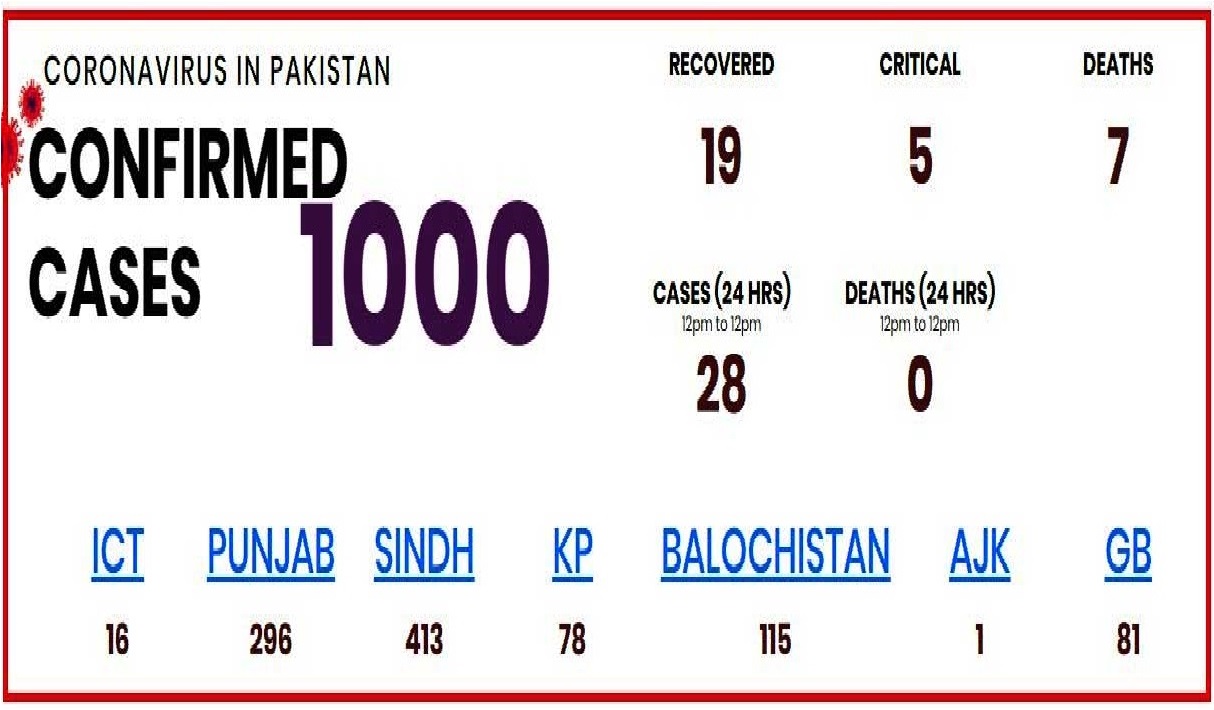 CORONAVIRUS IN PAKISTAN
CONFIRMED
CASES
1000
RECOVERED CRITICAL DEATHS
19 5 7
CASES (24 HRS) DEATHS (24 HRS)
12pm to 12pm 12pm to 12pm
28 0
ICT PUNJAB SINDH KP BALOCHISTAN AJK GB
16 296 413 78 115 1 81